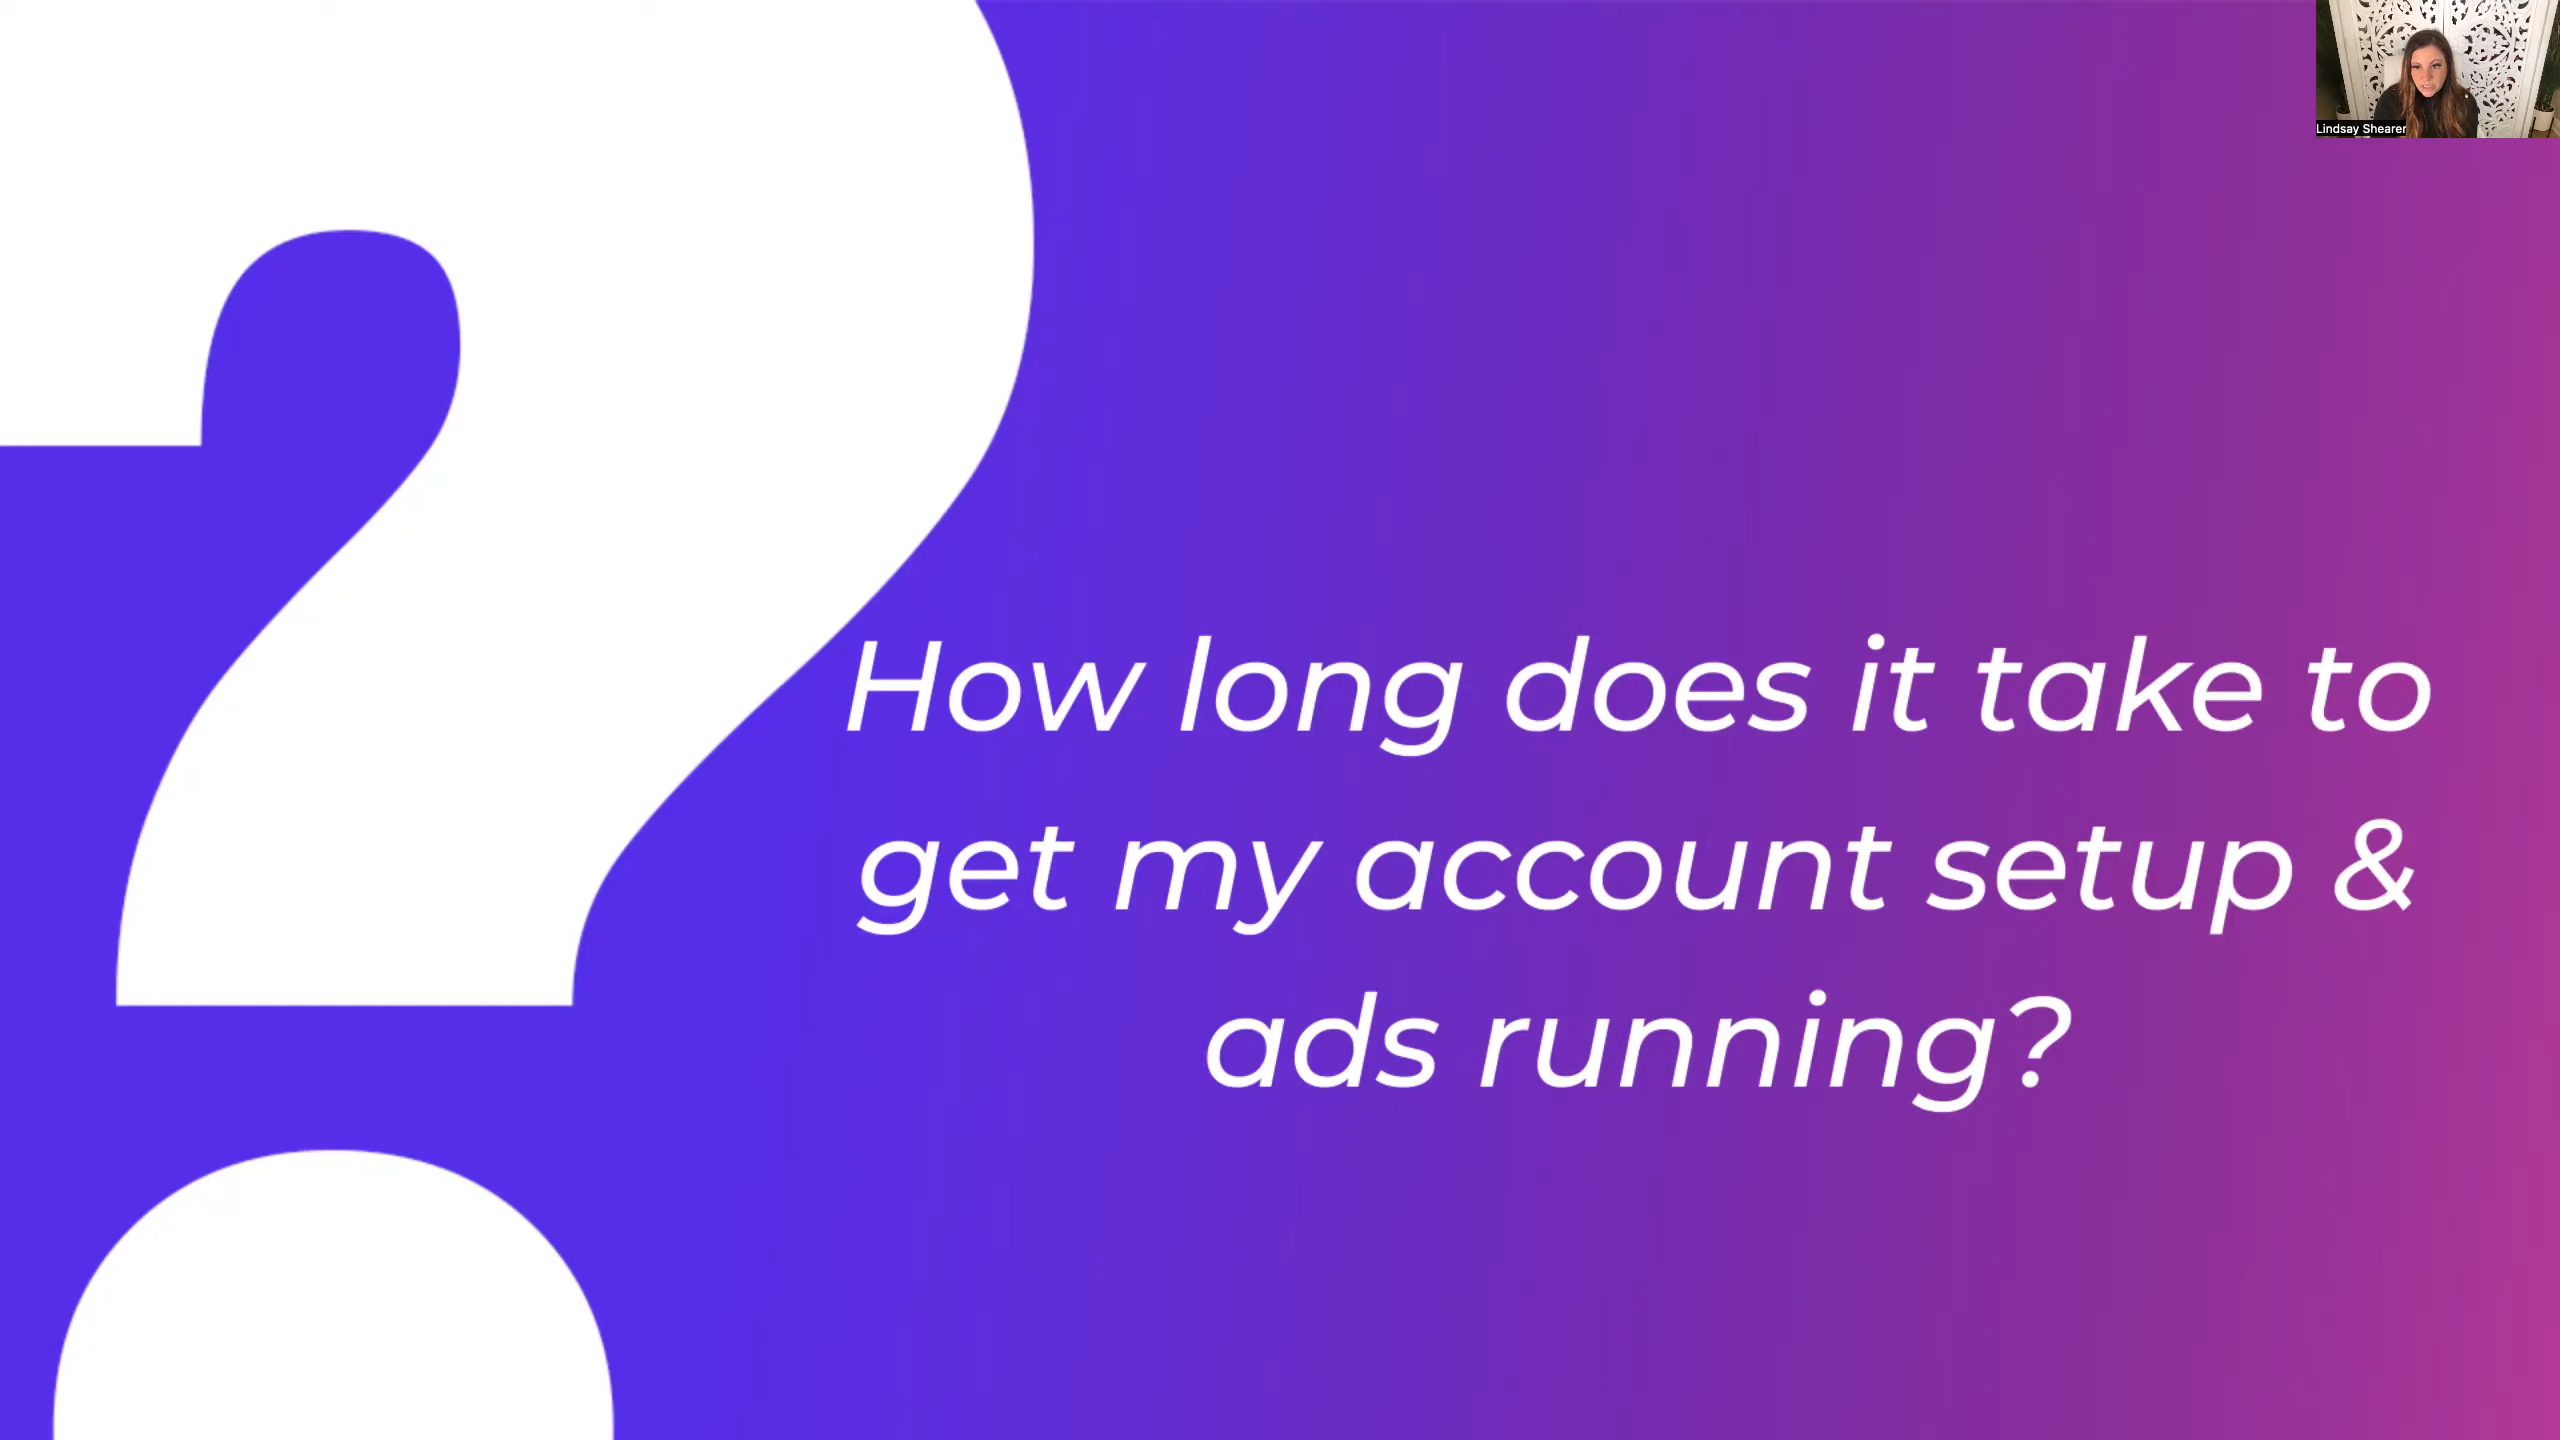 Lindsay Shearer
How long does it take to
get my account setup &
ads running?